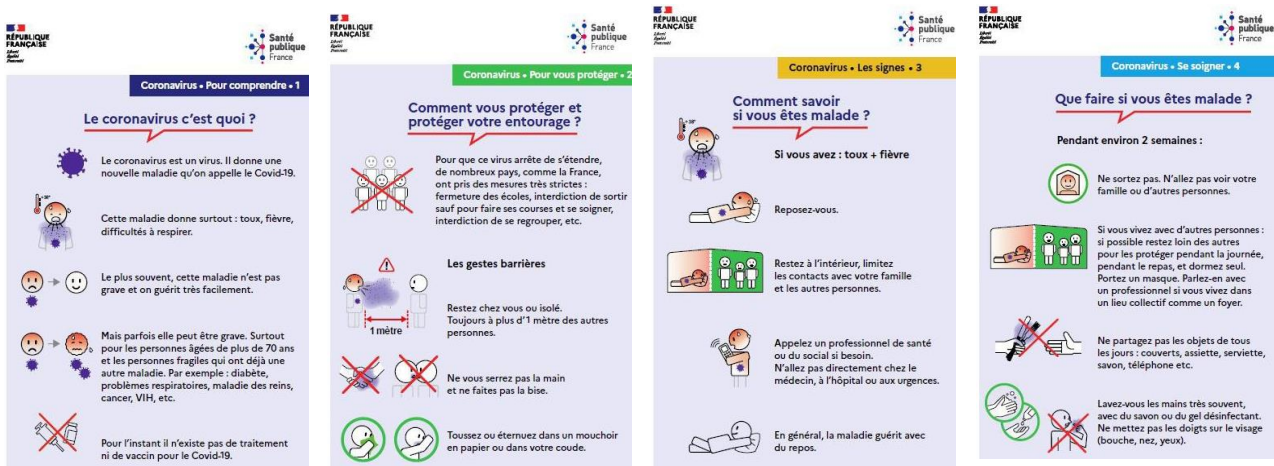 RÉPUBLIQUE
FRANÇAISE
Liberté
Égalité
Fraternité
Santé
publique
France
Coronavirus • Pour comprendre • 1
Le coronavirus c'est quoi ?
Le coronavirus est un virus. Il donne une
nouvelle maladie qu'on appelle le Covid-19.
Cette maladie donne surtout : toux, fièvre,
difficultés à respirer.
Le plus souvent, cette maladie n'est pas
grave et on guérit très facilement.
Mais parfois elle peut être grave. Surtout
pour les personnes âgées de plus de 70 ans
et les personnes fragiles qui ont déjà une
autre maladie. Par exemple : diabète,
problèmes respiratoires, maladie des reins,
cancer, VIH, etc.
Pour l'instant il n'existe pas de traitement
ni de vaccin pour le Covid-19.
RÉPUBLIQUE
FRANÇAISE
Liberté
Égalité
Fraternité
Santé
publique
France
Coronavirus • Pour vous protéger • 2
Comment vous protéger et
protéger votre entourage ?
Pour que ce virus arrête de s'étendre,
de nombreux pays, comme la France,
ont pris des mesures très strictes :
fermeture des écoles, interdiction de sortir
sauf pour faire ses courses et se soigner,
interdiction de se regrouper, etc.
Les gestes barrières
1 mètre
Restez chez vous ou isolé.
Toujours à plus d'1 mètre des autres
personnes.
Ne vous serrez pas la main
et ne faites pas la bise.
Toussez ou éternuez dans un mouchoir
en papier ou dans votre coude.
RÉPUBLIQUE
FRANÇAISE
Liberté
Égalité
Fraternité
Santé
publique
France
Coronavirus • Les signes • 3
Comment savoir
si vous êtes malade ?
Si vous avez : toux + fièvre
Reposez-vous.
Restez à l'intérieur, limitez
les contacts avec votre famille
et les autres personnes.
Appelez un professionnel de santé
ou du social si besoin.
N'allez pas directement chez le
médecin, à l'hôpital ou aux urgences.
En général, la maladie guérit avec
du repos.
RÉPUBLIQUE
FRANÇAISE
Liberté
Égalité
Fraternité
Santé
publique
France
Coronavirus • Se soigner • 4
Que faire si vous êtes malade ?
Pendant environ 2 semaines :
Ne sortez pas. N'allez pas voir votre
famille ou d'autres personnes.
Si vous vivez avec d'autres personnes :
si possible restez loin des autres
pour les protéger pendant la journée,
pendant le repas, et dormez seul.
Portez un masque. Parlez-en avec
un professionnel si vous vivez dans
un lieu collectif comme un foyer.
Ne partagez pas les objets de tous
les jours : couverts, assiette, serviette,
savon, téléphone etc.
Lavez-vous les mains très souvent,
avec du savon ou du gel désinfectant.
Ne mettez pas les doigts sur le visage
(bouche, nez, yeux).